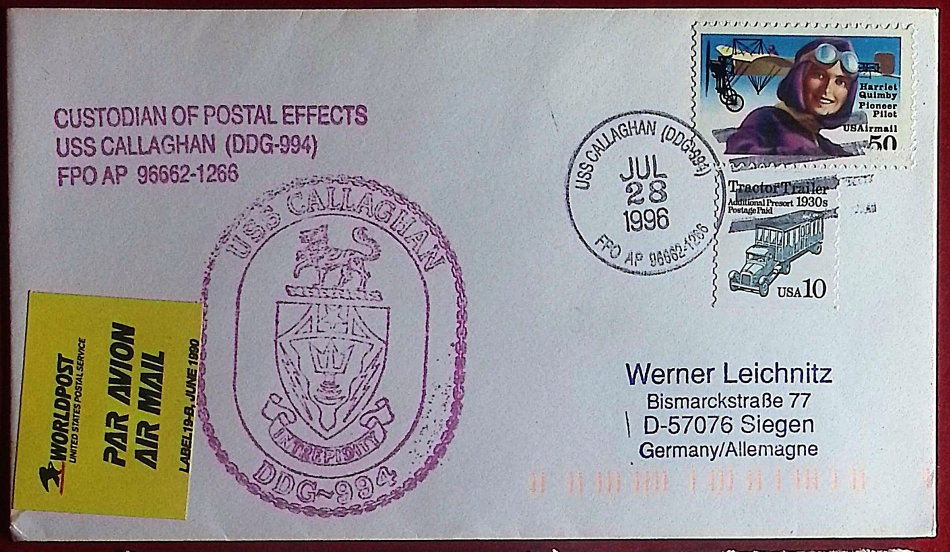 CUSTODIAN OF POSTAL EFFECTS
USS CALLAGHAN (DDG-994)
FPO AP 96662-1266
USS CALLAGHAN
INTREPIDITY
DDG-994
USS CALLAGHAN (DDG-994)
JUL
28
1996
FPO AP 96662-1266
Harriet
Quimby
Pioneer
Pilot
USAirmail
50
Tractor Trailer
Additional Presort 1930s
Postage Paid
USA 10
WORLDPOST
UNITED STATES POSTAL SERVICE
PAR AVION
AIR MAIL
LABEL 19-B, JUNE 1990
Werner Leichnitz
Bismarckstraße 77
D-57076 Siegen
Germany/Allemagne